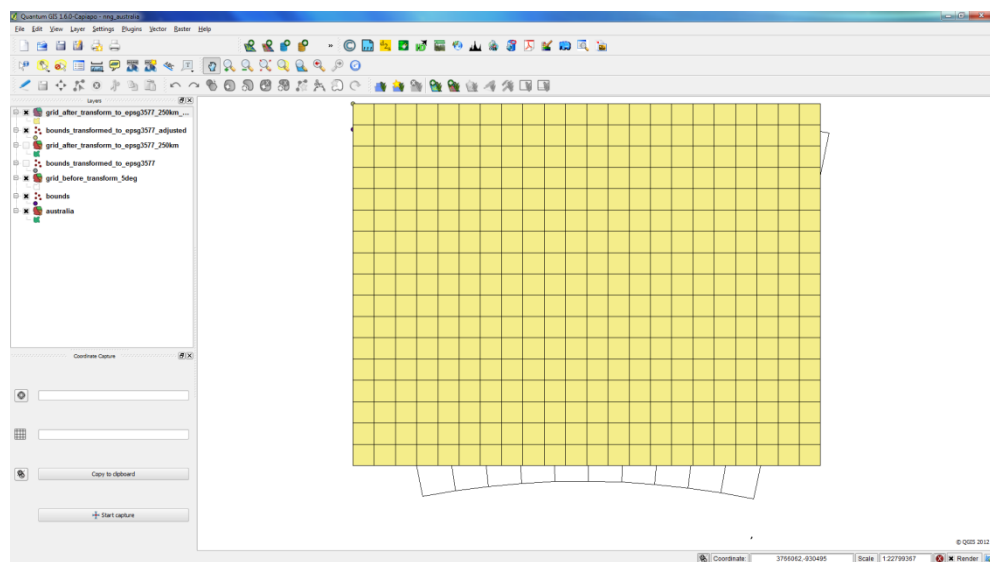 Quantum GIS 1.6.0-Capiapo - ring_australia
File Edit View Layer Settings Plugins Vector Raster Help
Layers
grid_after_transform_to_epsg3577_250km_...
bounds_transformed_to_epsg3577_adjusted
grid_after_transform_to_epsg3577_250km
bounds_transformed_to_epsg3577
grid_before_transform_5deg
bounds
australia
Coordinate Capture
Copy to clipboard
Start capture
© QGIS 2012
Coordinate: 3766062,-930495 Scale 1:22799367 Render